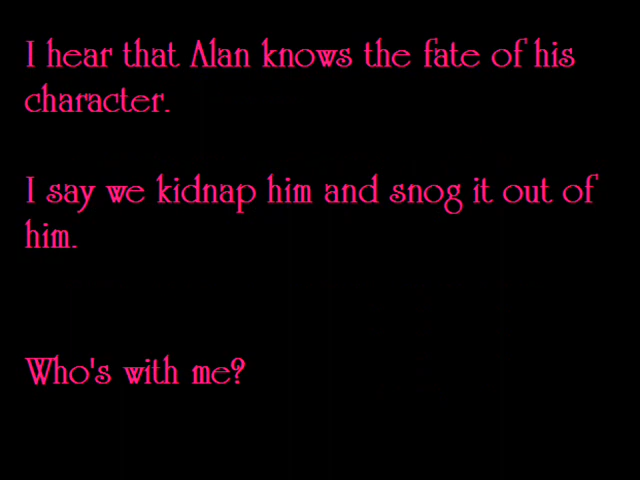 I hear that Alan knows the fate of his
character.
I say we kidnap him and snog it out of
him.
Who's with me?